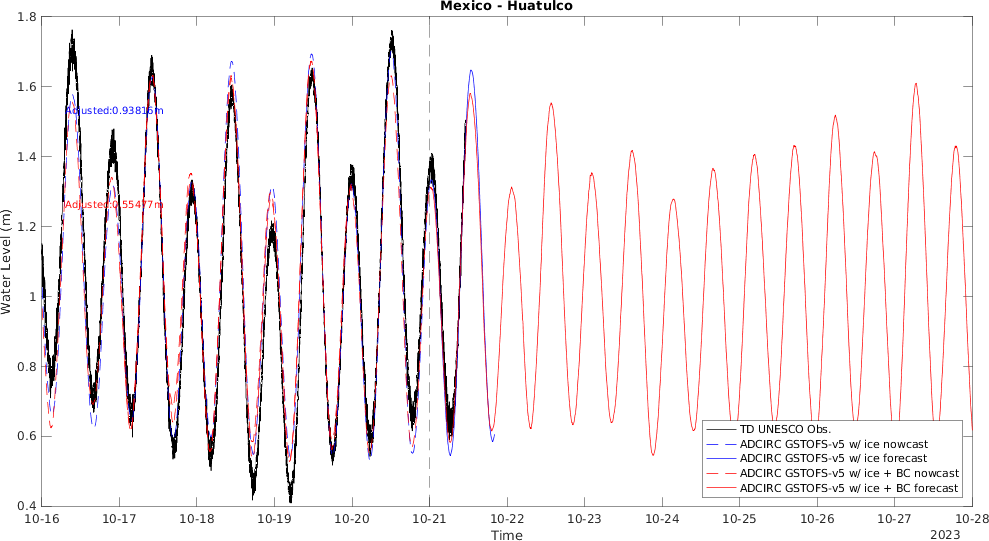 Mexico - Huatulco
1.8
1.6
1.4
1.2
1
0.8
0.6
0.4
Water Level (m)
Adjusted:0.93816m
Adjusted:0.55477m
TD UNESCO Obs.
ADCIRC GSTOFS-v5 w/ ice nowcast
ADCIRC GSTOFS-v5 w/ ice forecast
ADCIRC GSTOFS-v5 w/ ice + BC nowcast
ADCIRC GSTOFS-v5 w/ ice + BC forecast
10-16 10-17 10-18 10-19 10-20 10-21 10-22 10-23 10-24 10-25 10-26 10-27 10-28
Time
2023